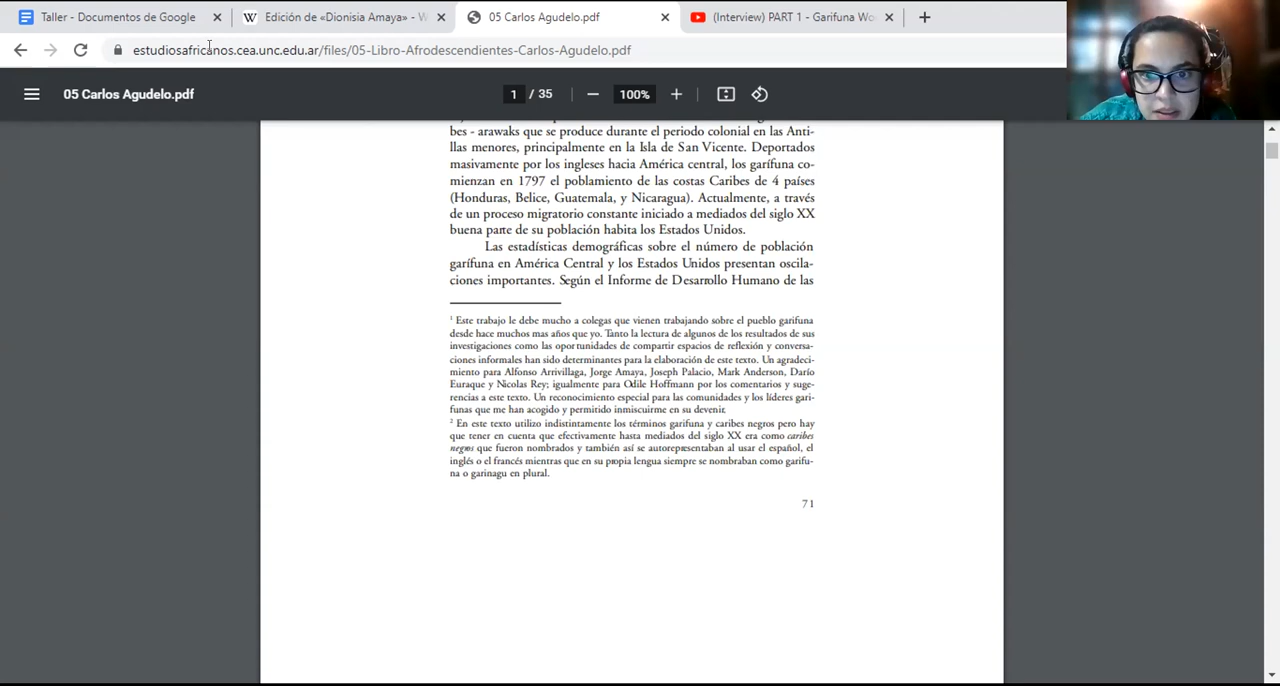 Taller - Documentos de Google
Edición de «Dionisia Amaya» - W
05 Carlos Agudelo.pdf
(Interview) PART 1 - Garifuna Wo
estudiosafricanos.cea.unc.edu.ar/files/05-Libro-Afrodescendientes-Carlos-Agudelo.pdf
05 Carlos Agudelo.pdf
1 / 35
100%
bes - arawaks que se produce durante el periodo colonial en las Anti-
llas menores, principalmente en la Isla de San Vicente. Deportados
masivamente por los ingleses hacia América central, los garífuna co-
mienzan en 1797 el poblamiento de las costas Caribes de 4 países
(Honduras, Belice, Guatemala, y Nicaragua). Actualmente, a través
de un proceso migratorio constante iniciado a mediados del siglo XX
buena parte de su población habita los Estados Unidos.
Las estadísticas demográficas sobre el número de población
garífuna en América Central y los Estados Unidos presentan oscila-
ciones importantes. Según el Informe de Desarrollo Humano de las
1 Este trabajo le debe mucho a colegas que vienen trabajando sobre el pueblo garifuna
desde hace muchos mas años que yo. Tanto la lectura de algunos de los resultados de sus
investigaciones como las oportunidades de compartir espacios de reflexión y conversa-
ciones informales han sido determinantes para la elaboración de este texto. Un agradeci-
miento para Alfonso Arrivillaga, Jorge Amaya, Joseph Palacio, Mark Anderson, Darío
Euraque y Nicolas Rey; igualmente para Odile Hoffmann por los comentarios y suge-
rencias a este texto. Un reconocimiento especial para las comunidades y los líderes gari-
funas que me han acogido y permitido inmiscuirme en su devenir.
2 En este texto utilizo indistintamente los términos garifuna y caribes negros pero hay
que tener en cuenta que efectivamente hasta mediados del siglo XX era como caribes
negros que fueron nombrados y también así se autorepresentaban al usar el español, el
inglés o el francés mientras que en su propia lengua siempre se nombraban como garifu-
na o garinagu en plural.
71